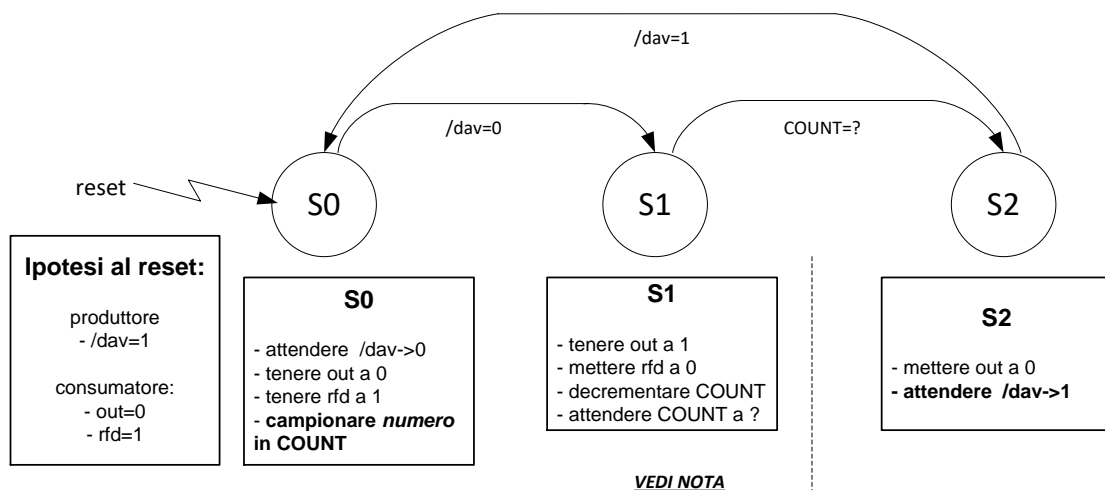 /dav=1
/dav=0
COUNT=?
reset
S0
S1
S2
Ipotesi al reset:
produttore
- /dav=1
consumatore:
- out=0
- rfd=1
S0
- attendere /dav->0
- tenere out a 0
- tenere rfd a 1
- campionare numero
in COUNT
S1
- tenere out a 1
- mettere rfd a 0
- decrementare COUNT
- attendere COUNT a ?
S2
- mettere out a 0
- attendere /dav->1
VEDI NOTA